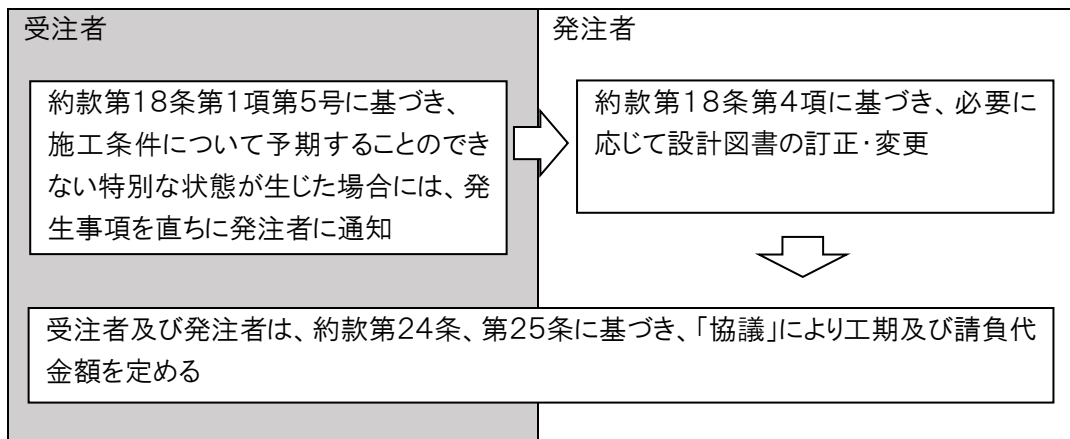 受注者
発注者
約款第18条第1項第5号に基づき、
施工条件について予期することのでき
ない特別な状態が生じた場合には、発
生事項を直ちに発注者に通知
約款第18条第4項に基づき、必要に
応じて設計図書の訂正・変更
受注者及び発注者は、約款第24条、第25条に基づき、「協議」により工期及び請負代
金額を定める